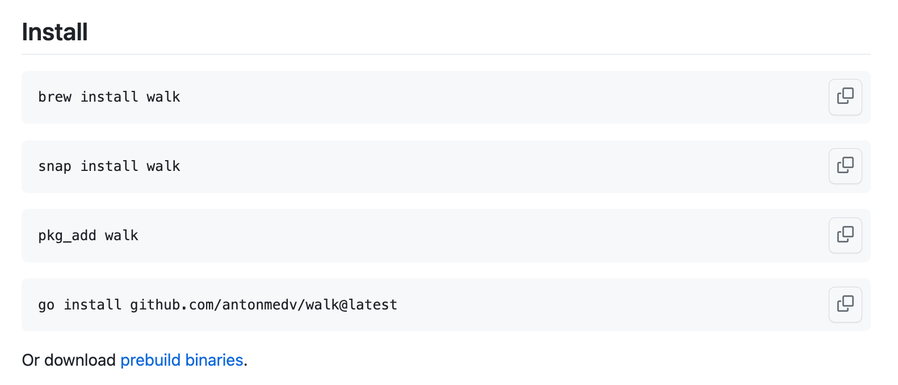 Install
brew install walk
snap install walk
pkg_add walk
go install github.com/antonmedv/walk@latest
Or download prebuild binaries.